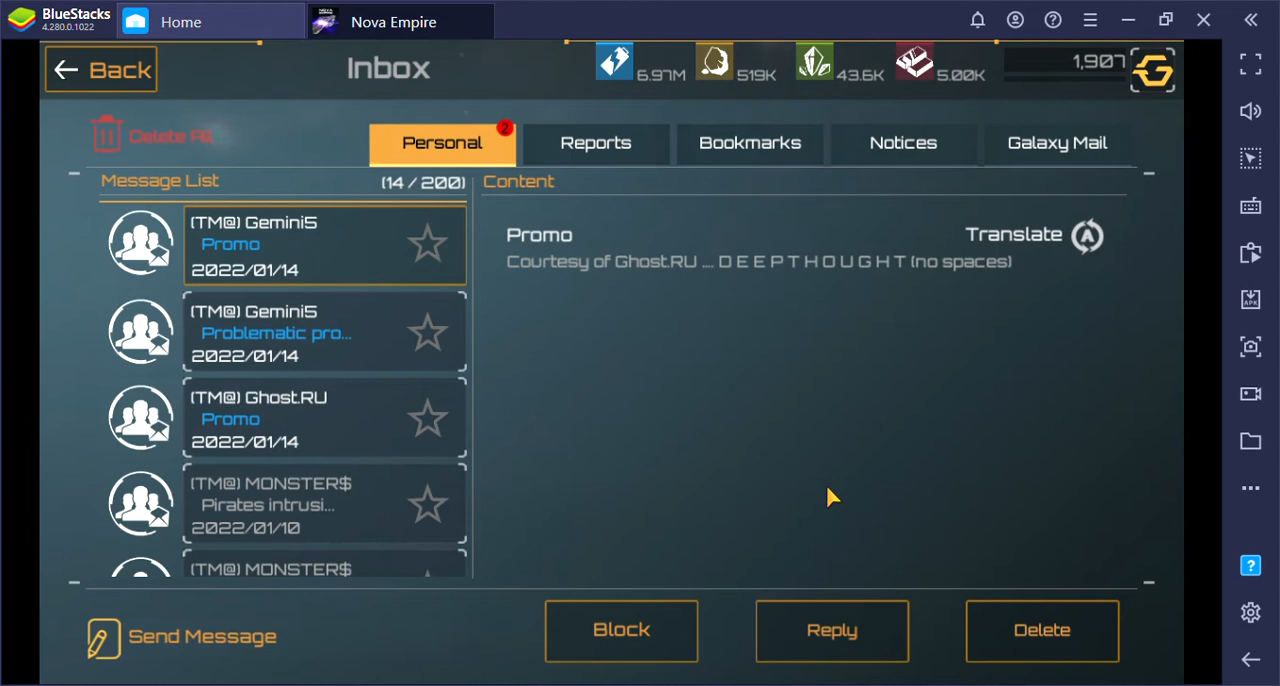 BlueStacks
4.280.0.1022
Home
Nova Empire
Back
Inbox
6.97M
519K
43.6K
5.00K
1,907
Delete All
Personal
2
Reports
Bookmarks
Notices
Galaxy Mail
Message List
(14 / 200)
Content
(TM@) Gemini5
Promo
2022/01/14
(TM@) Gemini5
Problematic pro...
2022/01/14
(TM@) Ghost.RU
Promo
2022/01/14
(TM@) MONSTER$
Pirates intrusi...
2022/01/10
(TM@) MONSTER$
Promo
Translate
A
Courtesy of Ghost.RU .... D E E P T H O U G H T (no spaces)
Send Message
Block
Reply
Delete
APK